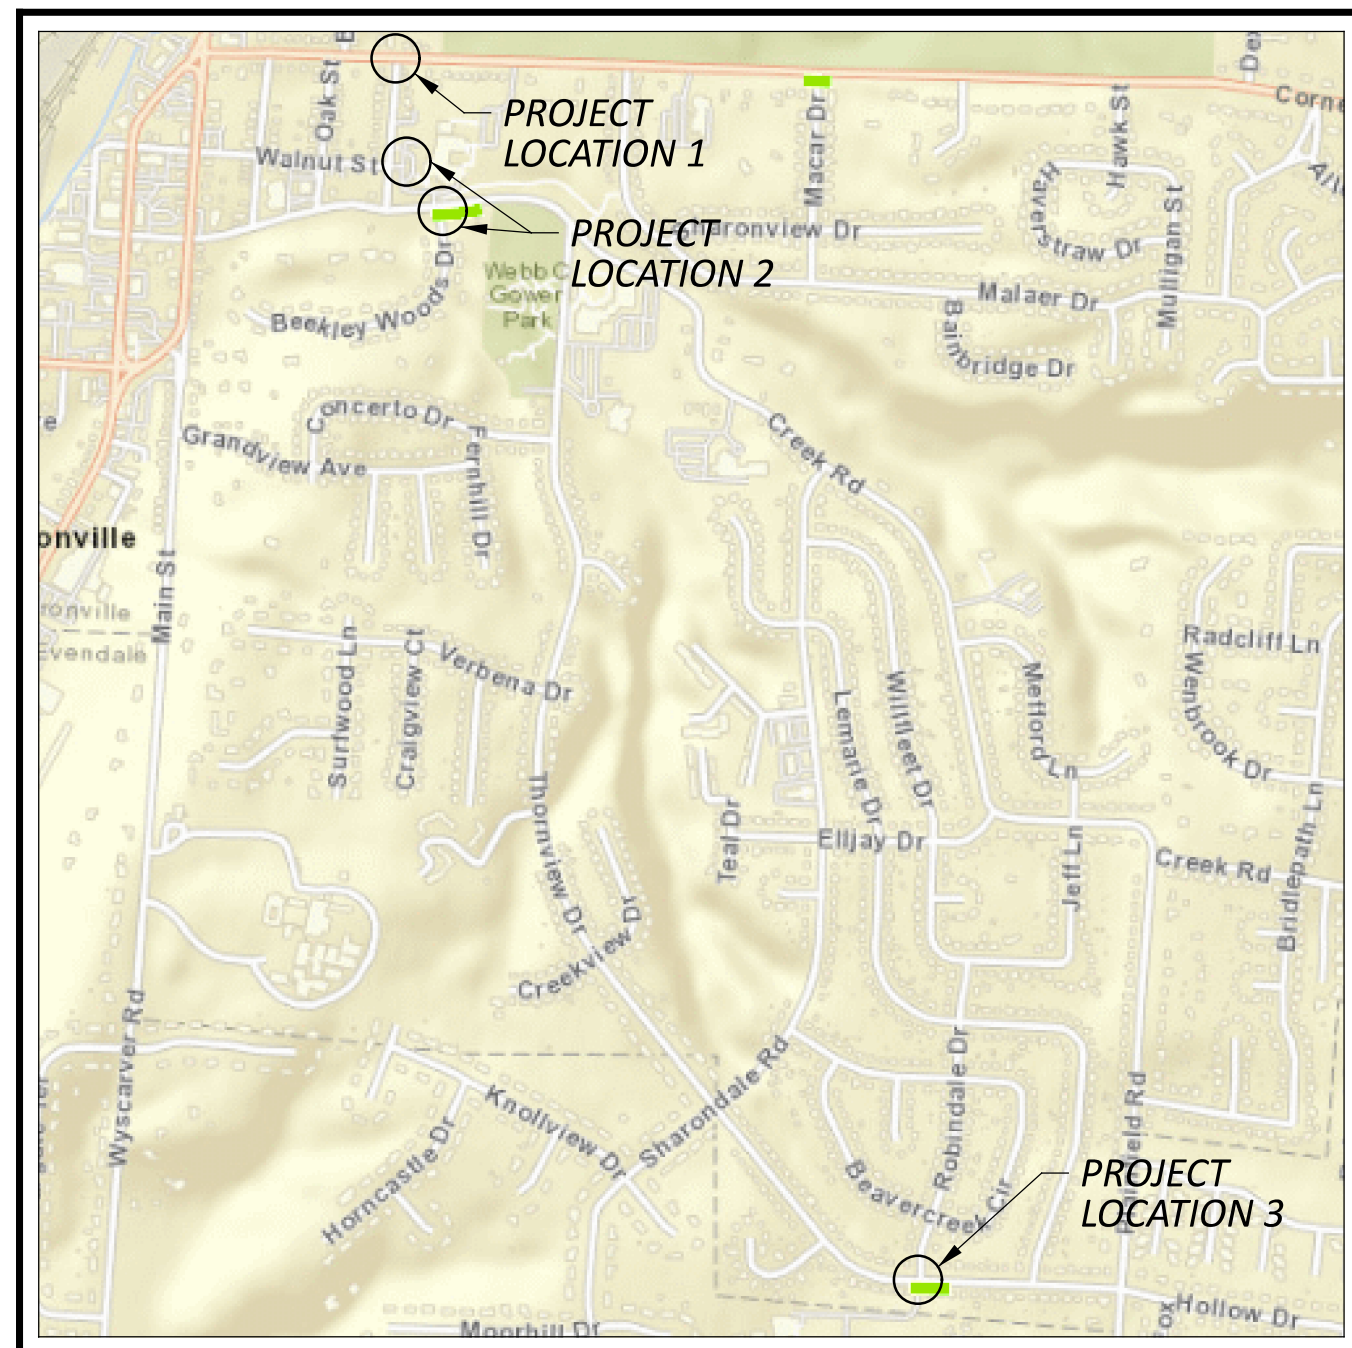 Oak St
Walnut St
PROJECT
LOCATION 1
Macar Dr
Hawk St
Haverstraw Dr
Mulligan St
PROJECT
LOCATION 2
Malaer Dr
Bainbridge Dr
Gower
Park
Beekley Woods Dr
Concerto Dr
Grandview Ave
Fernhill Dr
Creek Rd
onville
Main St
ronville
Evendale
Radcliff Ln
Wenbrook Dr
Surfwood Ln
Craigview Ct
Verbena Dr
Lemarie Dr
Willfleet Dr
Mefford Ln
Teal Dr
Elljay Dr
Jeff Ln
Creek Rd
Bridlepath Ln
Thornview Dr
Creekview Dr
Wyscarver Rd
Knollview Dr
Horncastle Dr
Sharondale Rd
Robindale Dr
Beavercreek Cir
PROJECT
LOCATION 3
Hollow Dr
Moorhill Dr